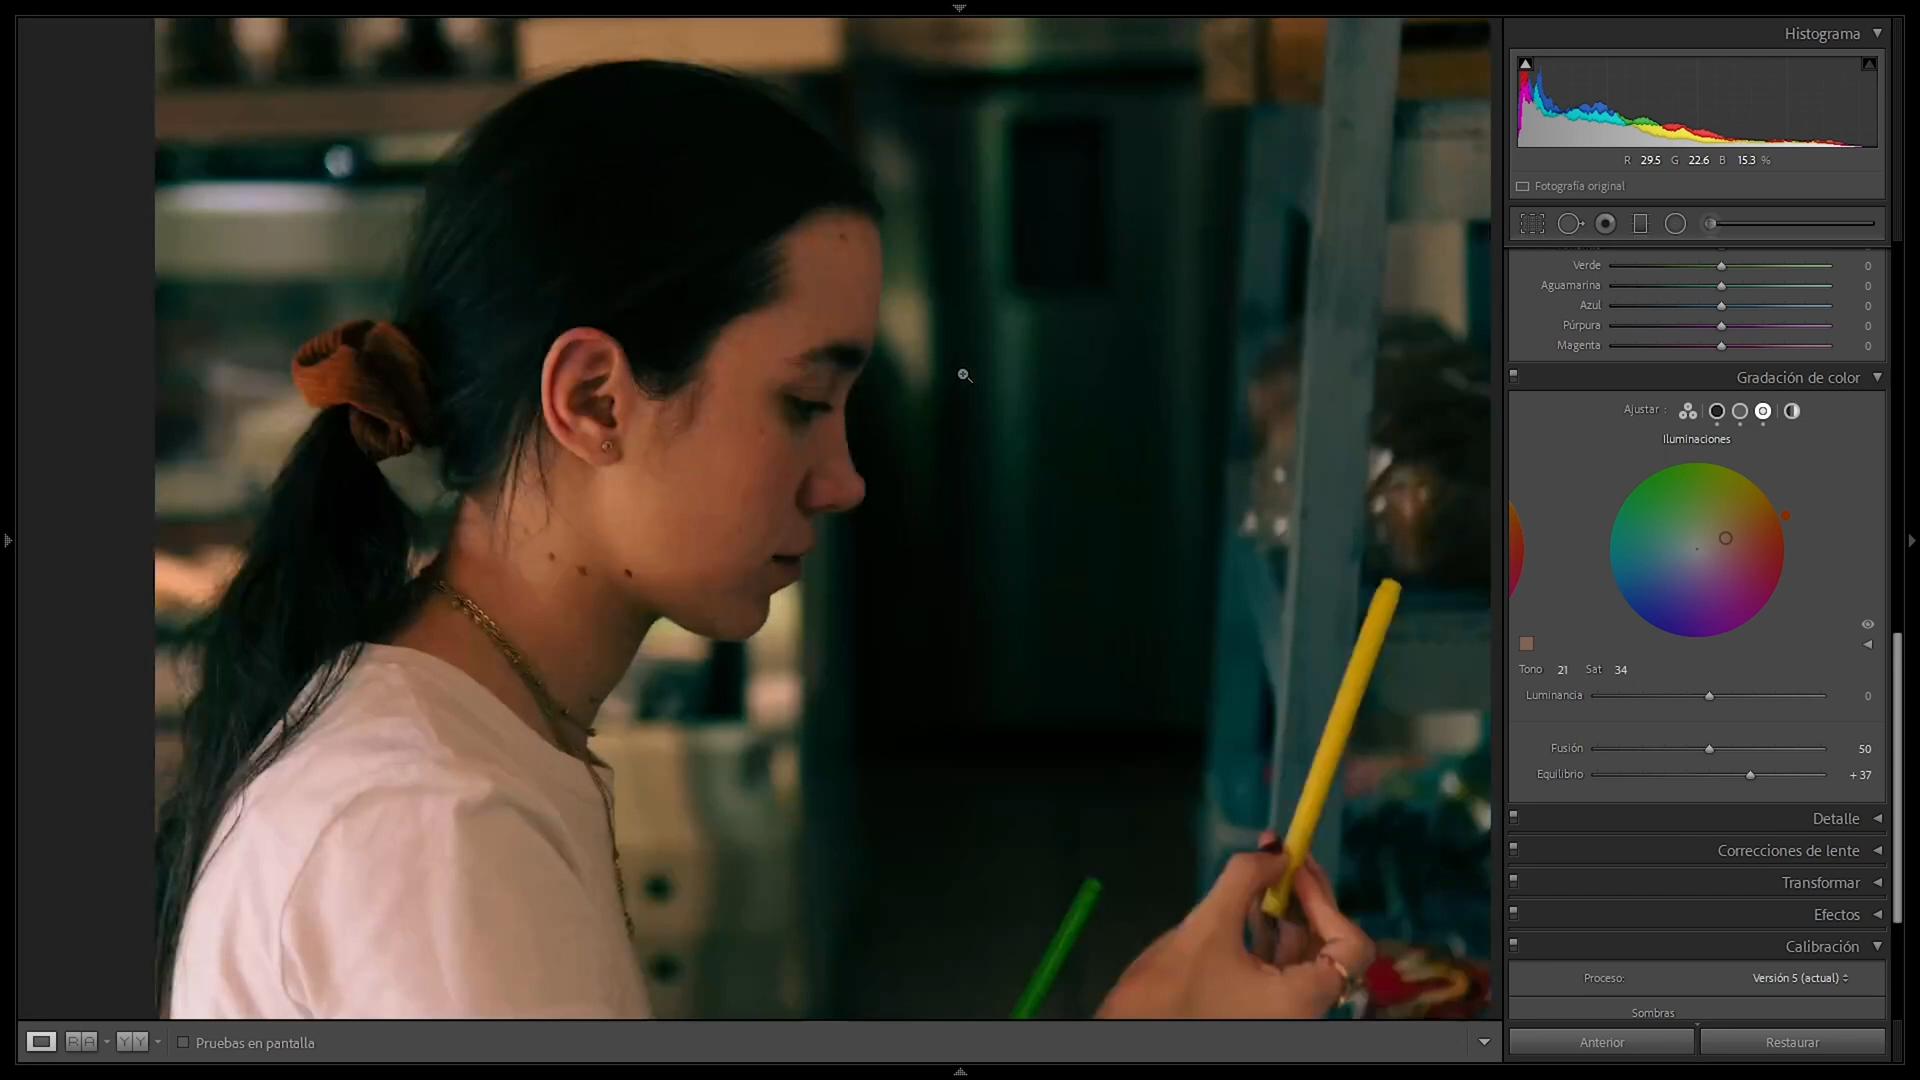 Histograma
R 29.5 G 22.6 B 15.3 %
Fotografía original
Verde 0
Aguamarina 0
Azul 0
Púrpura 0
Magenta 0
Gradación de color
Ajustar :
Iluminaciones
Tono 21 Sat 34
Luminancia 0
Fusión 50
Equilibrio + 37
Detalle
Correcciones de lente
Transformar
Efectos
Calibración
Proceso: Versión 5 (actual)
Sombras
R A Y Y Pruebas en pantalla
Anterior Restaurar